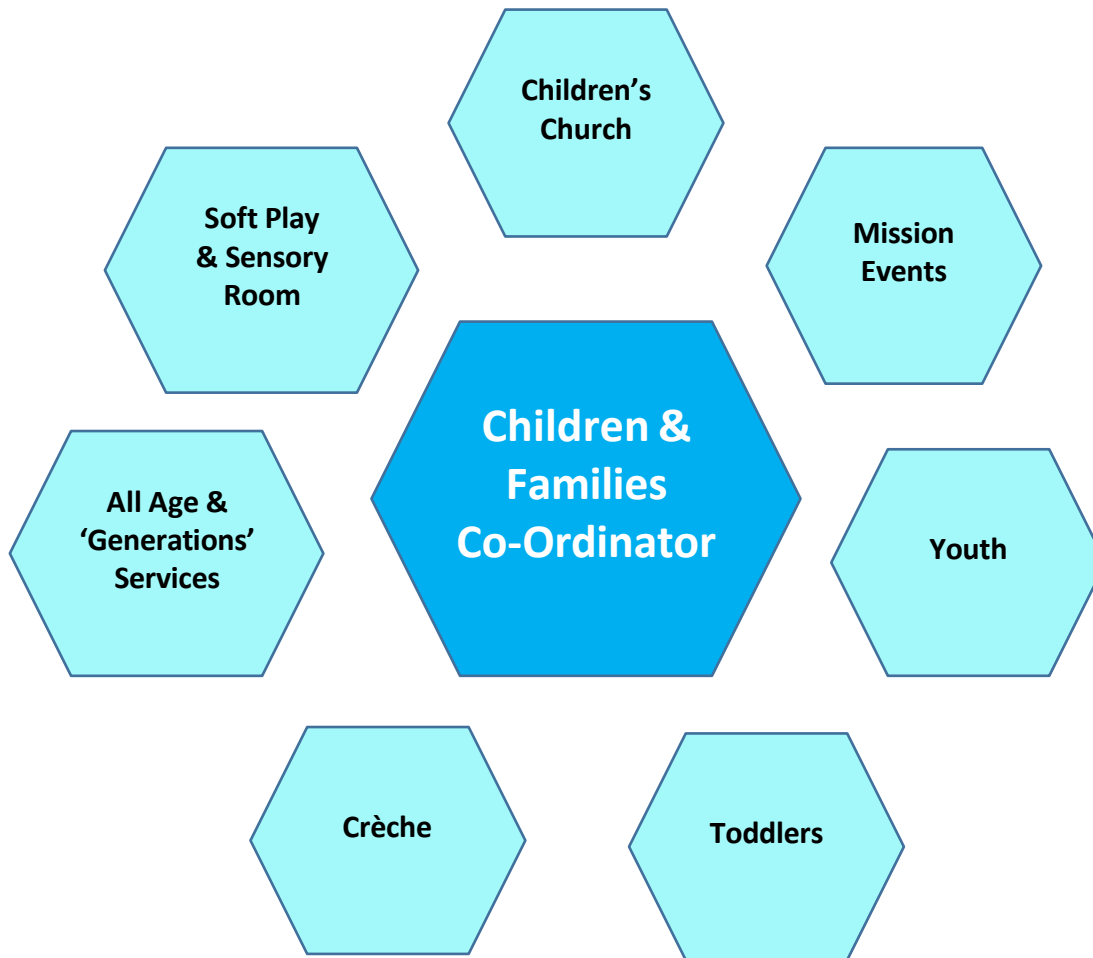 Children’s
Church
Soft Play
& Sensory
Room
Mission
Events
Children &
Families
Co-Ordinator
All Age &
‘Generations’
Services
Youth
Crèche
Toddlers